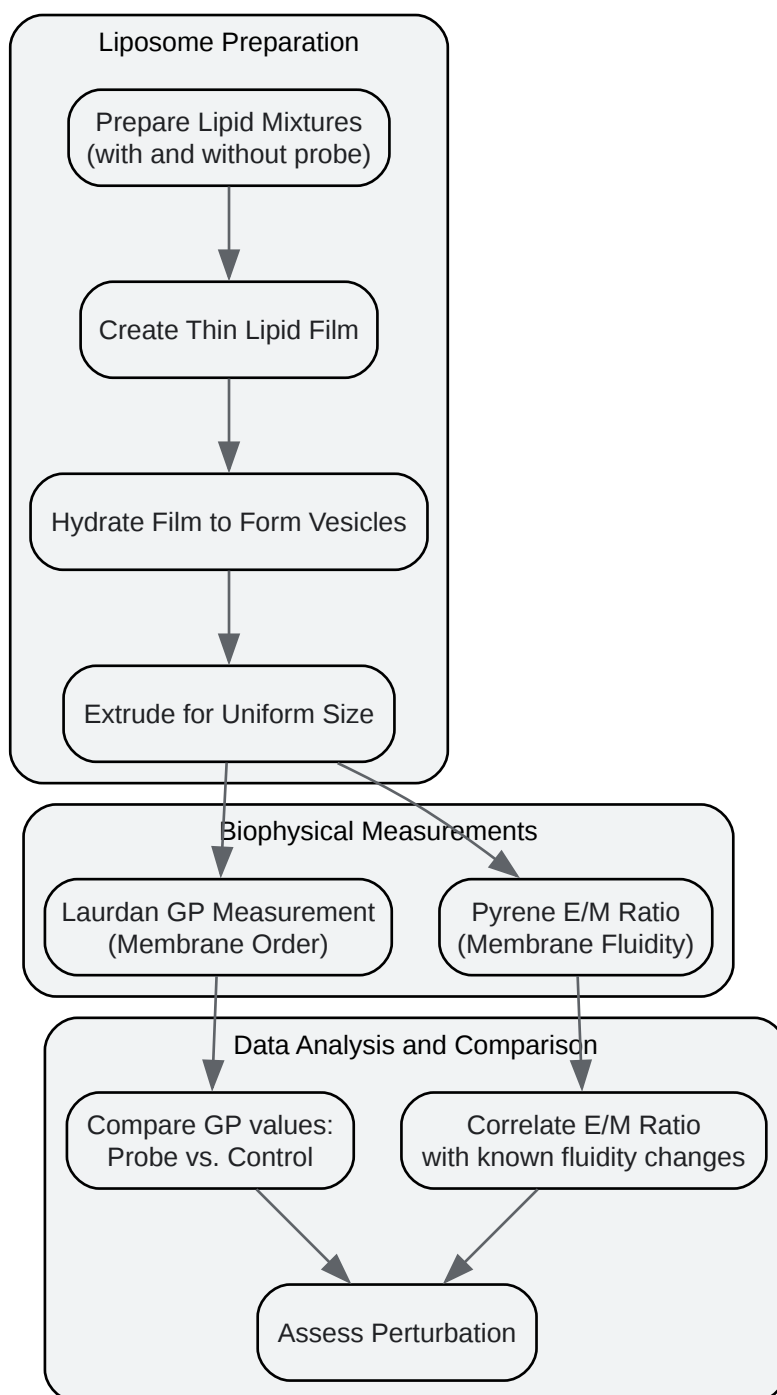 Liposome Preparation
Prepare Lipid Mixtures
(with and without probe)
Create Thin Lipid Film
Hydrate Film to Form Vesicles
Extrude for Uniform Size
Biophysical Measurements
Laurdan GP Measurement
(Membrane Order)
Pyrene E/M Ratio
(Membrane Fluidity)
Data Analysis and Comparison
Compare GP values:
Probe vs. Control
Correlate E/M Ratio
with known fluidity changes
Assess Perturbation